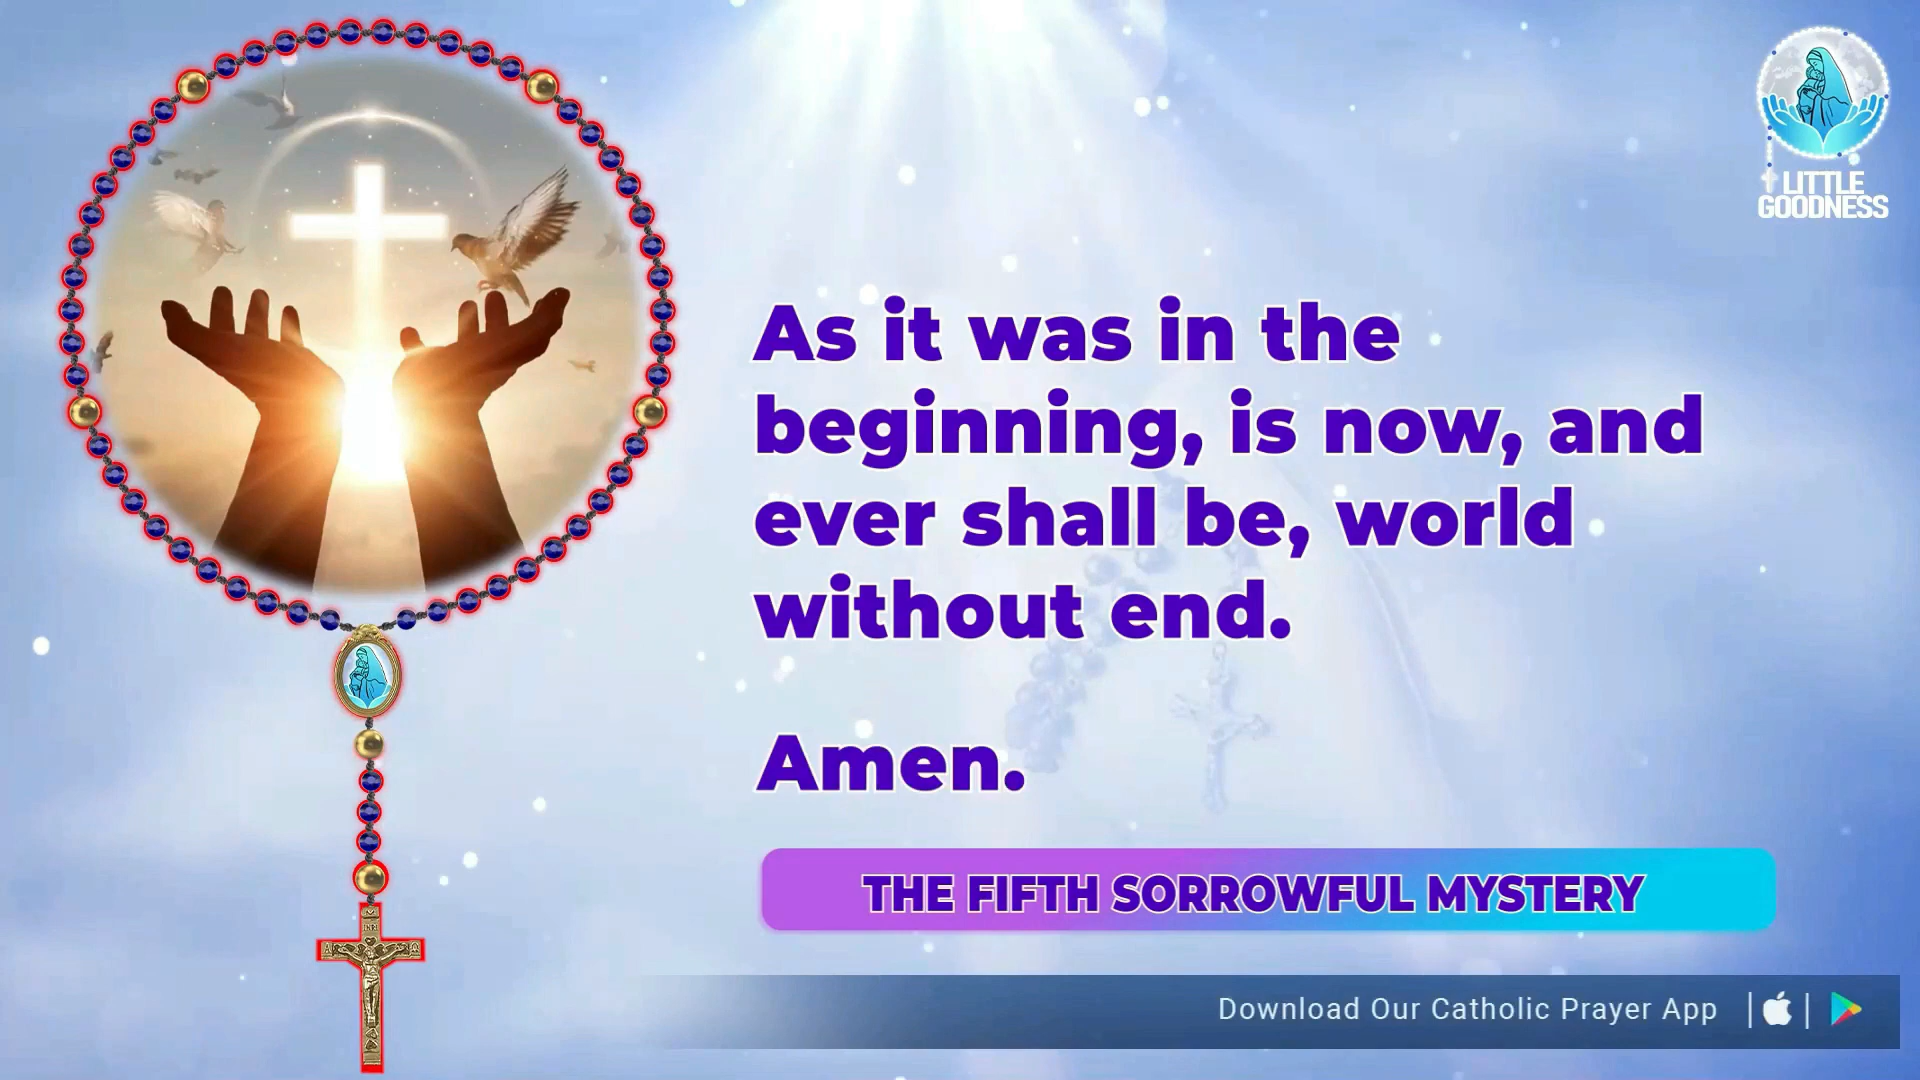 LITTLE
GOODNESS
As it was in the
beginning, is now, and
ever shall be, world
without end.
Amen.
THE FIFTH SORROWFUL MYSTERY
Download Our Catholic Prayer App
INRI